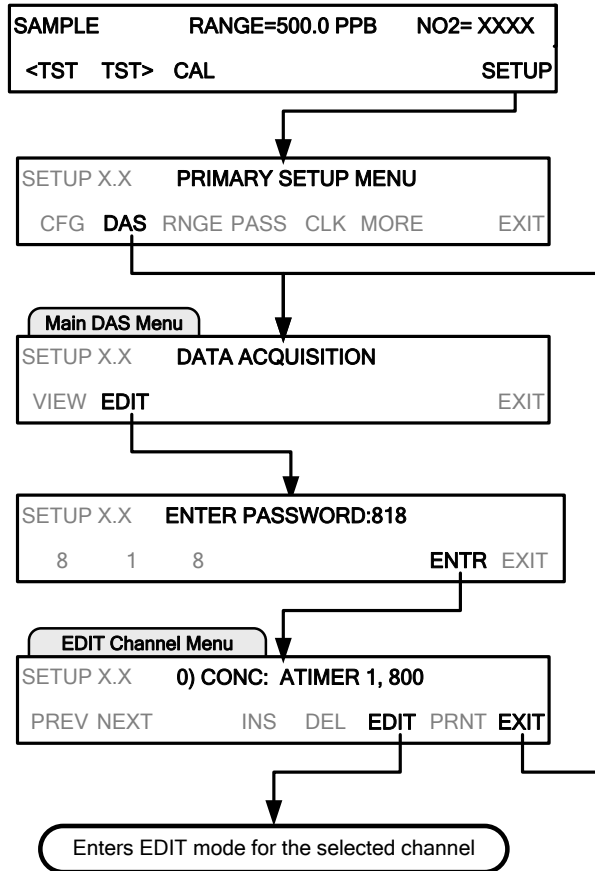 SAMPLE RANGE=500.0 PPB NO2= XXXX
<TST TST> CAL SETUP
SETUP X.X PRIMARY SETUP MENU
CFG DAS RNGE PASS CLK MORE EXIT
Main DAS Menu
SETUP X.X DATA ACQUISITION
VIEW EDIT EXIT
SETUP X.X ENTER PASSWORD:818
8 1 8 ENTR EXIT
EDIT Channel Menu
SETUP X.X 0) CONC: ATIMER 1, 800
PREV NEXT INS DEL EDIT PRNT EXIT
Enters EDIT mode for the selected channel